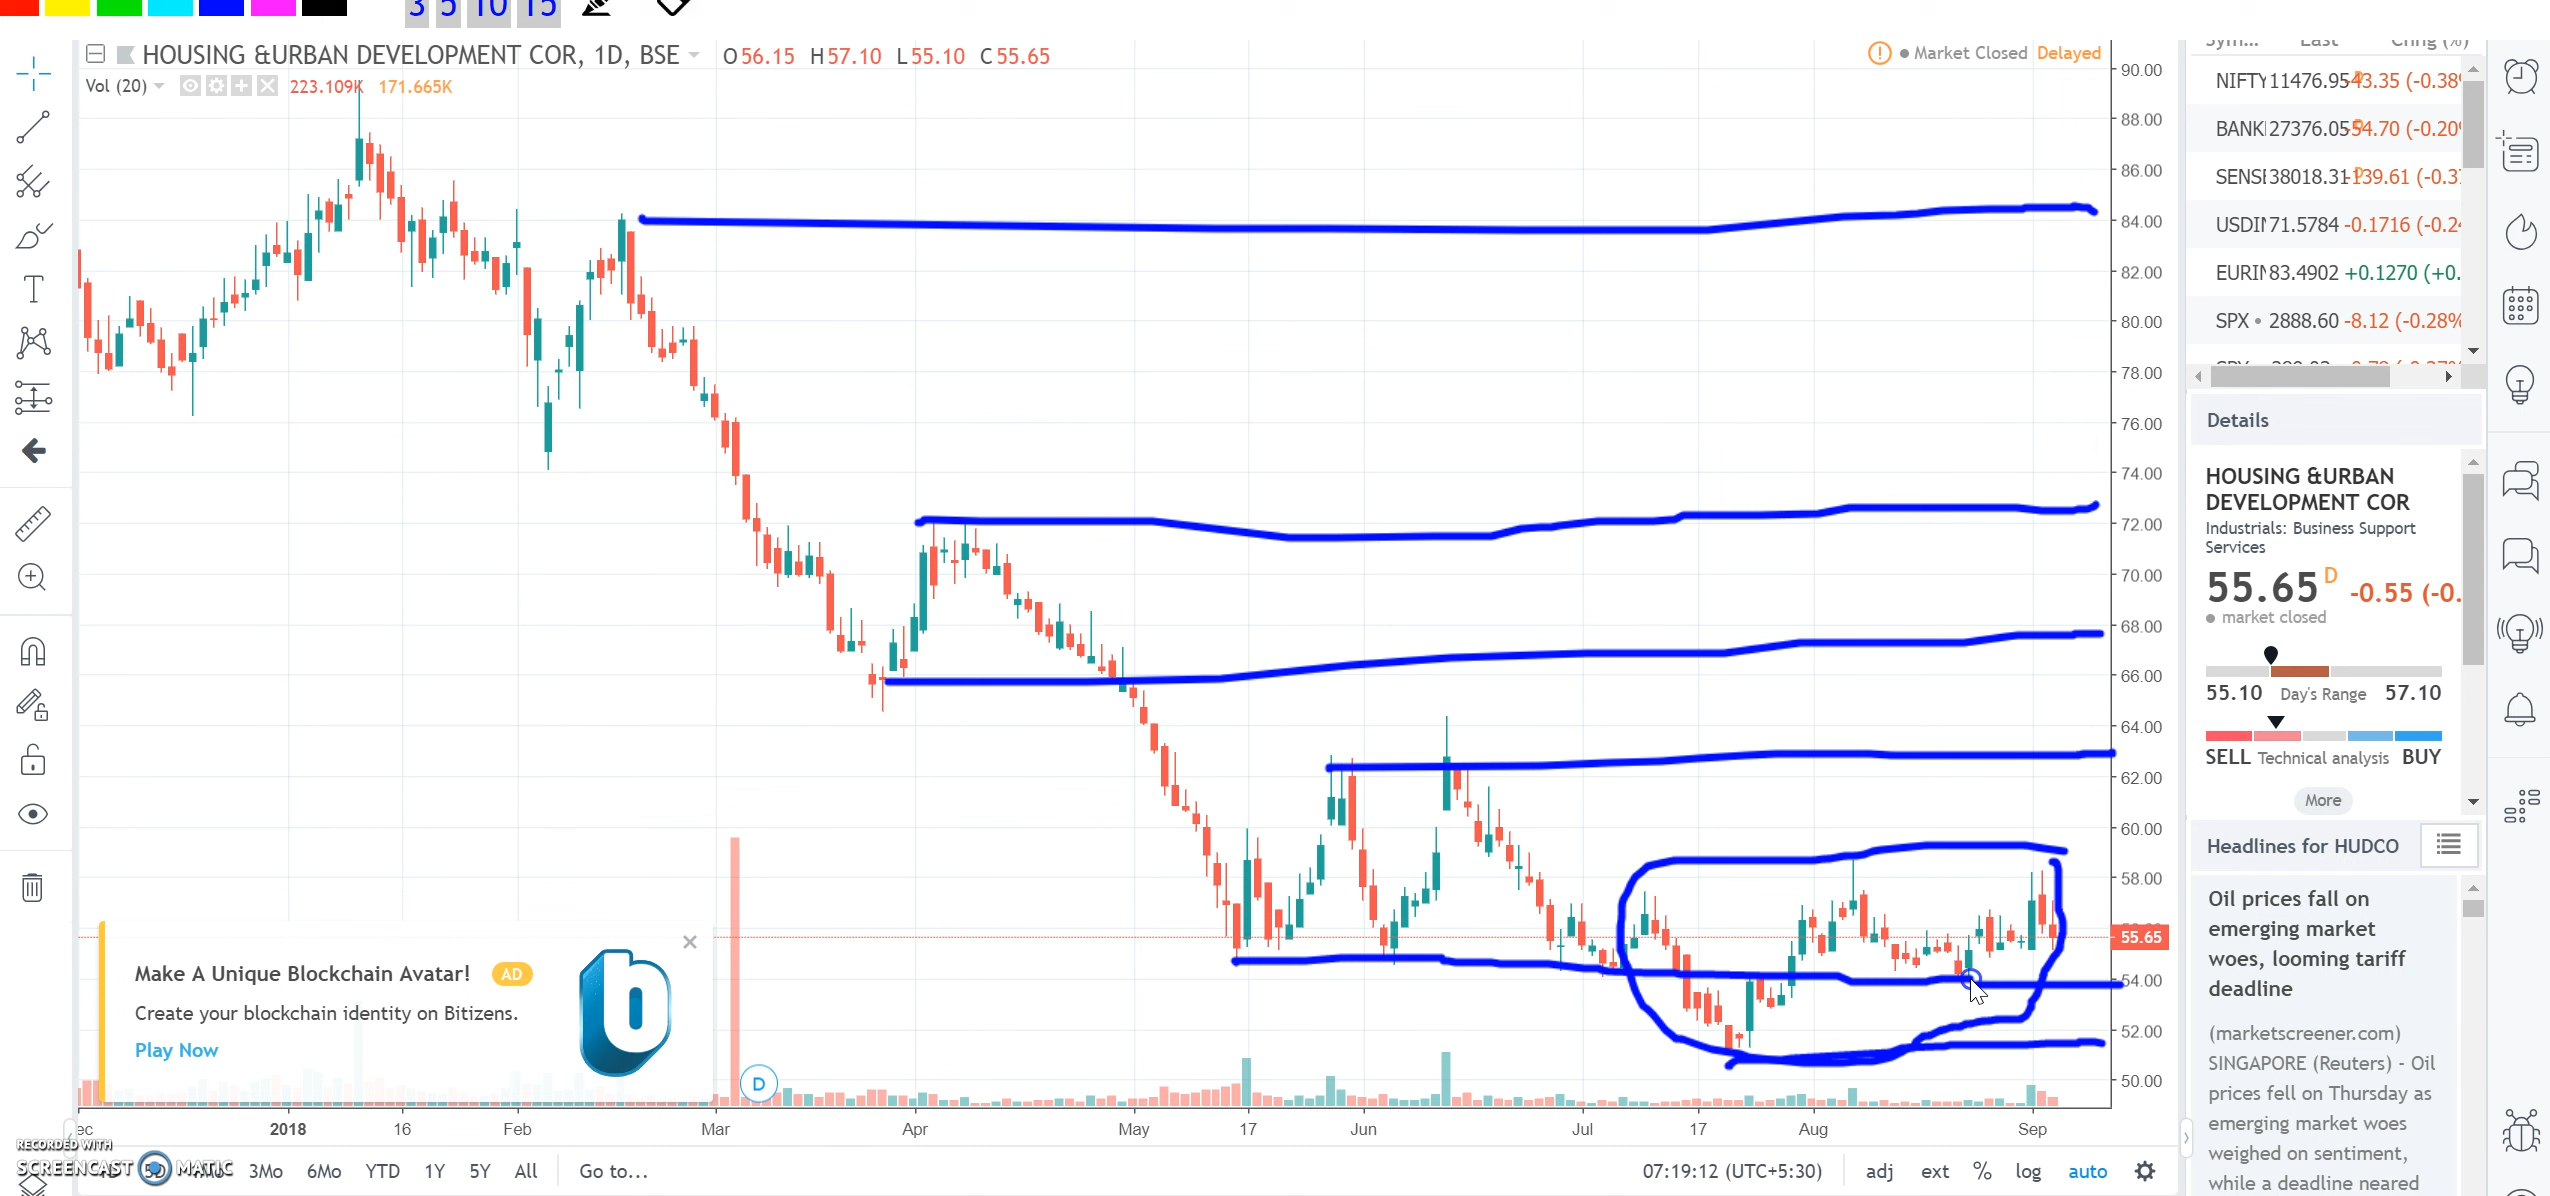 3 5 10 15
HOUSING &URBAN DEVELOPMENT COR, 1D, BSE O56.15 H57.10 L55.10 C55.65
Market Closed Delayed
Vol (20) 223.109K 171.665K
90.00
88.00
86.00
84.00
82.00
80.00
78.00
76.00
74.00
72.00
70.00
68.00
66.00
64.00
62.00
60.00
58.00
55.65
54.00
52.00
50.00
Make A Unique Blockchain Avatar! AD
Create your blockchain identity on Bitizens.
Play Now
D
ec 2018 16 Feb Mar Apr May 17 Jun Jul 17 Aug Sep
RECORDED WITH
SCREENCAST MATIC
3Mo 6Mo YTD 1Y 5Y All Go to...
07:19:12 (UTC+5:30) adj ext % log auto
Sym... Last Chng (%)
NIFTY 11476.95 -43.35 (-0.38
BANK 27376.05 -54.70 (-0.20
SENS 38018.31 -139.61 (-0.3
USDIN 71.5784 -0.1716 (-0.2
EURIN 83.4902 +0.1270 (+0.
SPX 2888.60 -8.12 (-0.28%
Details
HOUSING &URBAN
DEVELOPMENT COR
Industrials: Business Support
Services
55.65 D -0.55 (-0.
market closed
55.10 Day's Range 57.10
SELL Technical analysis BUY
More
Headlines for HUDCO
Oil prices fall on
emerging market
woes, looming tariff
deadline
(marketscreener.com)
SINGAPORE (Reuters) - Oil
prices fell on Thursday as
emerging market woes
weighed on sentiment,
while a deadline neared